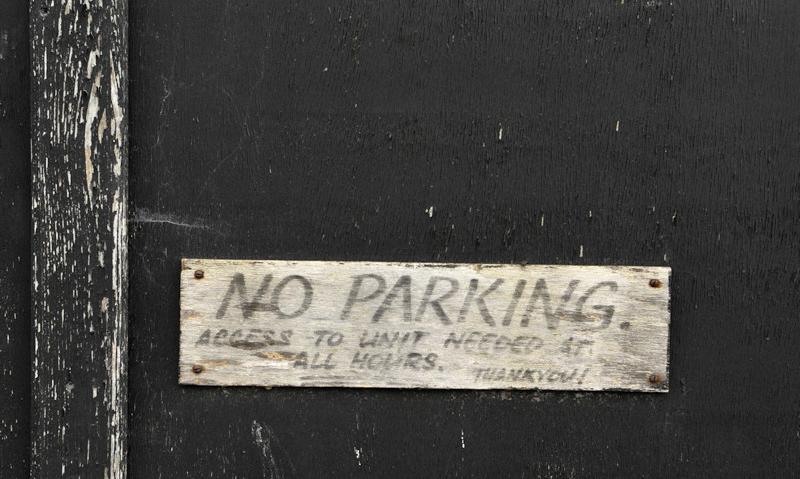 NO PARKING.
ACCESS TO UNIT NEEDED AT
ALL HOURS. THANKYOU!